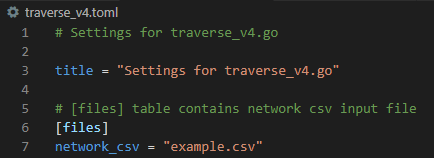 traverse_v4.toml
1 # Settings for traverse_v4.go
2
3 title = "Settings for traverse_v4.go"
4
5 # [files] table contains network csv input file
6 [files]
7 network_csv = "example.csv"